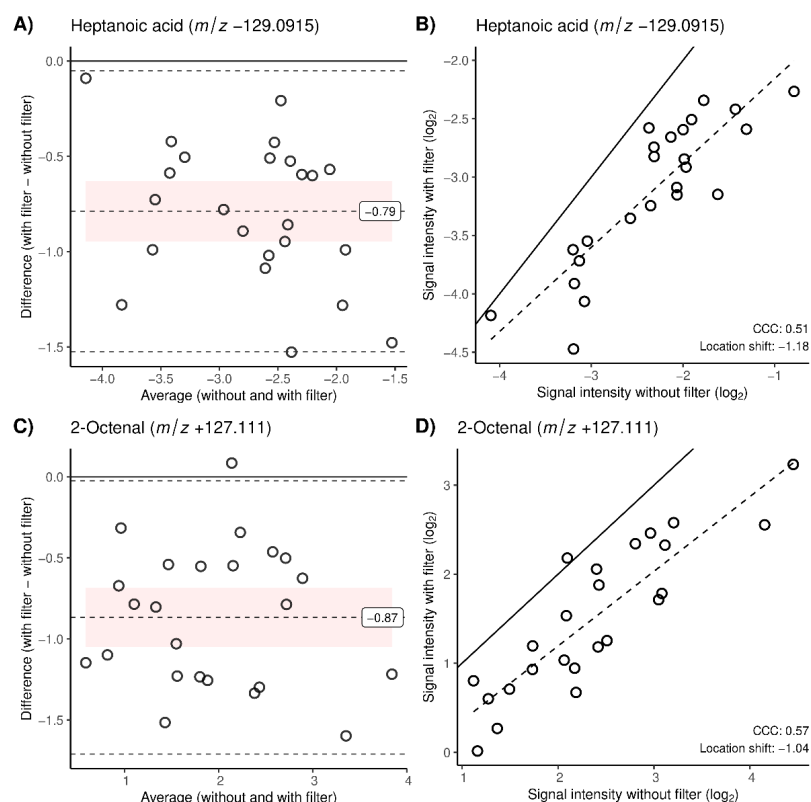 A)
Heptanoic acid (m/z −129.0915)
Difference (with filter − without filter)
0.0
−0.5
−1.0
−1.5
−0.79
−4.0 −3.5 −3.0 −2.5 −2.0 −1.5
Average (without and with filter)
B)
Heptanoic acid (m/z −129.0915)
Signal intensity with filter (log₂)
−2.0
−2.5
−3.0
−3.5
−4.0
−4.5
CCC: 0.51
Location shift: −1.18
−4 −3 −2 −1
Signal intensity without filter (log₂)
C)
2-Octenal (m/z +127.111)
Difference (with filter − without filter)
0.0
−0.5
−1.0
−1.5
−0.87
1 2 3 4
Average (without and with filter)
D)
2-Octenal (m/z +127.111)
Signal intensity with filter (log₂)
3
2
1
0
CCC: 0.57
Location shift: −1.04
1 2 3 4
Signal intensity without filter (log₂)